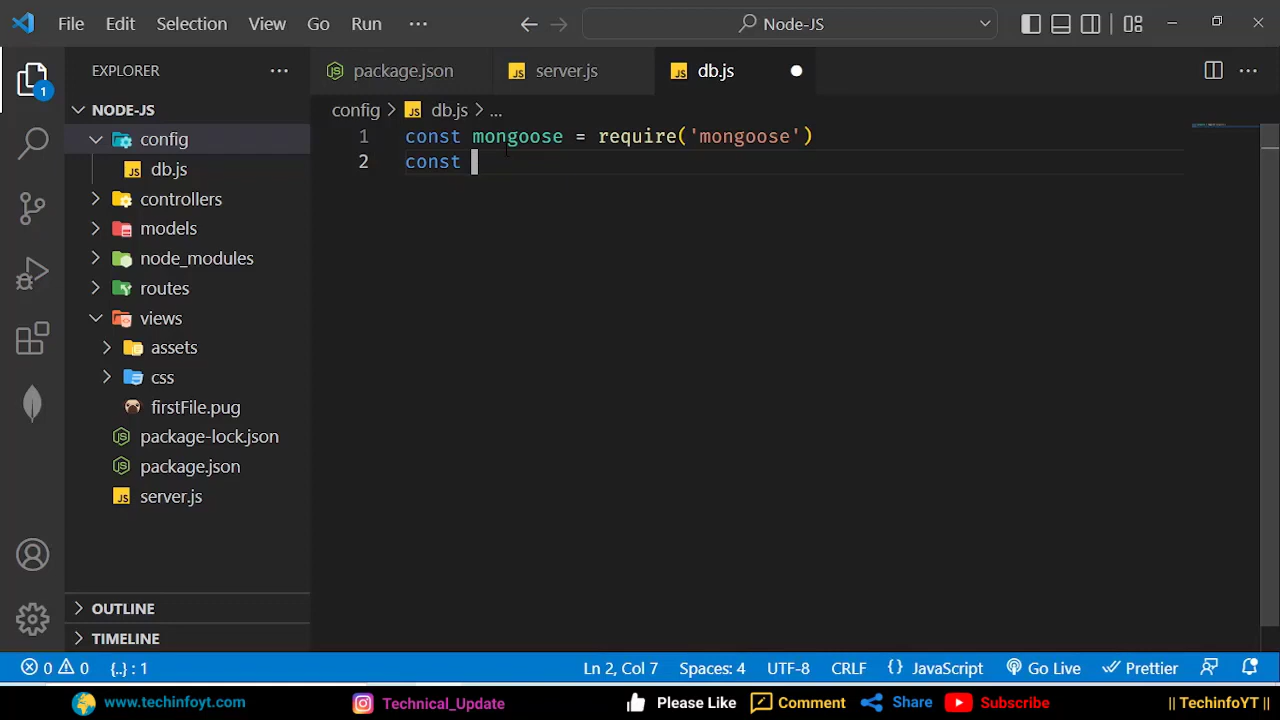 File Edit Selection View Go Run ··· Node-JS
EXPLORER ···
package.json server.js db.js ···
NODE-JS
config
db.js
controllers
models
node_modules
routes
views
assets
css
firstFile.pug
package-lock.json
package.json
server.js
OUTLINE
TIMELINE
1
config > db.js > ...
1 const mongoose = require('mongoose')
2 const
0 0 {..} : 1 Ln 2, Col 7 Spaces: 4 UTF-8 CRLF {} JavaScript Go Live Prettier
www.techinfoyt.com Technical_Update Please Like Comment Share Subscribe || TechinfoYT ||